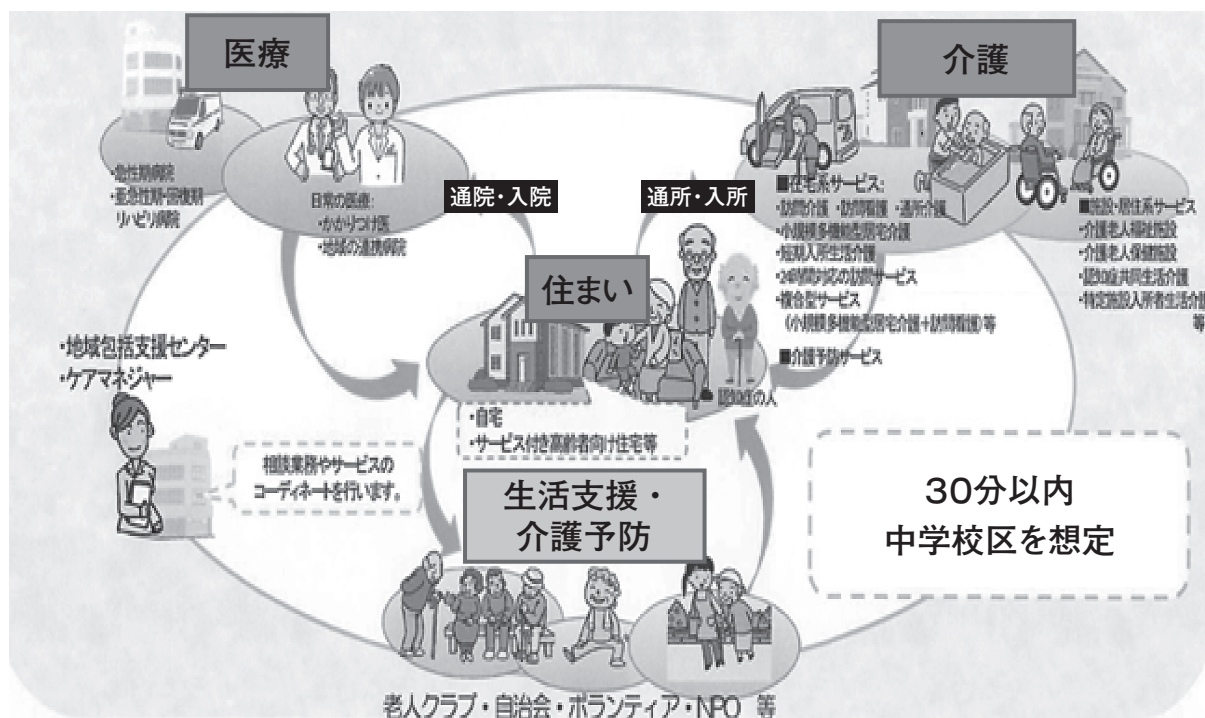 医療
介護
・急性期病院
・亜急性期・回復期
リハビリ病院
日常の医療:
・かかりつけ医
・地域の連携病院
通院・入院
通所・入所
■在宅系サービス:
・訪問介護 ・訪問看護 ・通所介護
・小規模多機能型居宅介護
・短期入所生活介護
・24時間対応の訪問サービス
・複合型サービス
(小規模多機能型居宅介護+訪問看護)等
■介護予防サービス
■施設・居住系サービス
・介護老人福祉施設
・介護老人保健施設
・認知症共同生活介護
・特定施設入所者生活介護
等
住まい
認知症の人
・自宅
・サービス付き高齢者向け住宅等
・地域包括支援センター
・ケアマネジャー
相談業務やサービスの
コーディネートを行います。
生活支援・
介護予防
30分以内
中学校区を想定
老人クラブ・自治会・ボランティア・NPO 等